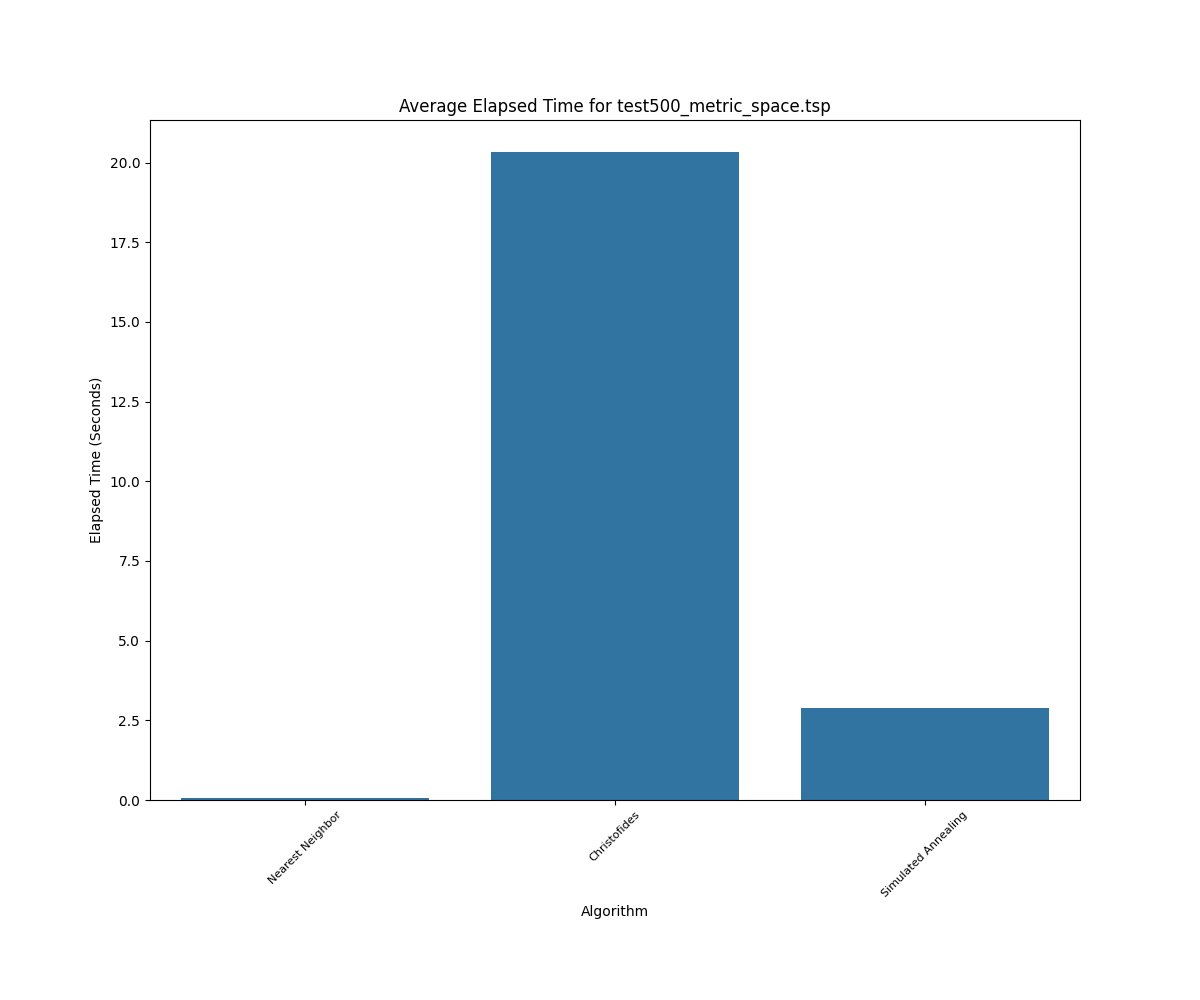 Average Elapsed Time for test500_metric_space.tsp
20.0
17.5
15.0
12.5
10.0
7.5
5.0
2.5
0.0
Elapsed Time (Seconds)
Nearest Neighbor
Christofides
Simulated Annealing
Algorithm